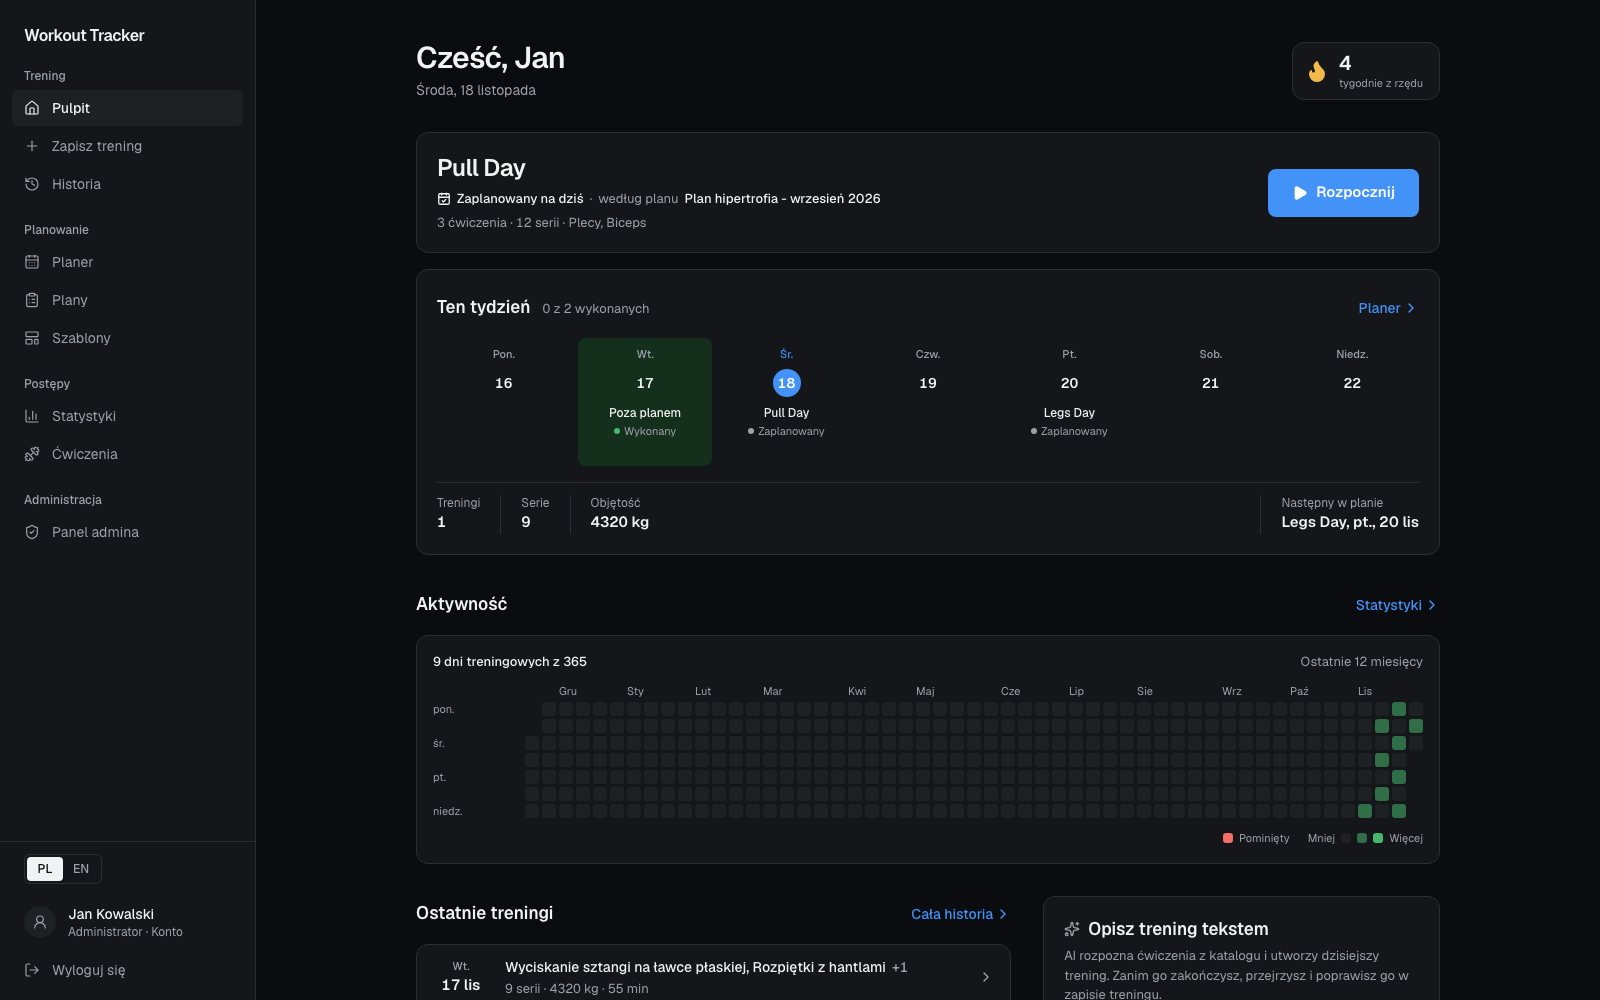 Workout Tracker
Trening
Pulpit
Zapisz trening
Historia
Planowanie
Planer
Plany
Szablony
Postępy
Statystyki
Ćwiczenia
Administracja
Panel admina
PL EN
Jan Kowalski
Administrator · Konto
Wyloguj się
Cześć, Jan
Środa, 18 listopada
4
tygodnie z rzędu
Pull Day
Zaplanowany na dziś · według planu Plan hipertrofia - wrzesień 2026
3 ćwiczenia · 12 serii · Plecy, Biceps
Rozpocznij
Ten tydzień 0 z 2 wykonanych
Planer
Pon. Wt. Śr. Czw. Pt. Sob. Niedz.
16 17 18 19 20 21 22
Poza planem Pull Day Legs Day
Wykonany Zaplanowany Zaplanowany
Treningi Serie Objętość Następny w planie
1 9 4320 kg Legs Day, pt., 20 lis
Aktywność
Statystyki
9 dni treningowych z 365
Ostatnie 12 miesięcy
Gru Sty Lut Mar Kwi Maj Cze Lip Sie Wrz Paź Lis
pon.
śr.
pt.
niedz.
Pominięty Mniej Więcej
Ostatnie treningi
Cała historia
Wt.
17 lis
Wyciskanie sztangi na ławce płaskiej, Rozpiętki z hantlami +1
9 serii · 4320 kg · 55 min
Opisz trening tekstem
AI rozpozna ćwiczenia z katalogu i utworzy dzisiejszy
trening. Zanim go zakończysz, przejrzysz i poprawisz go w
zapisie treningu.